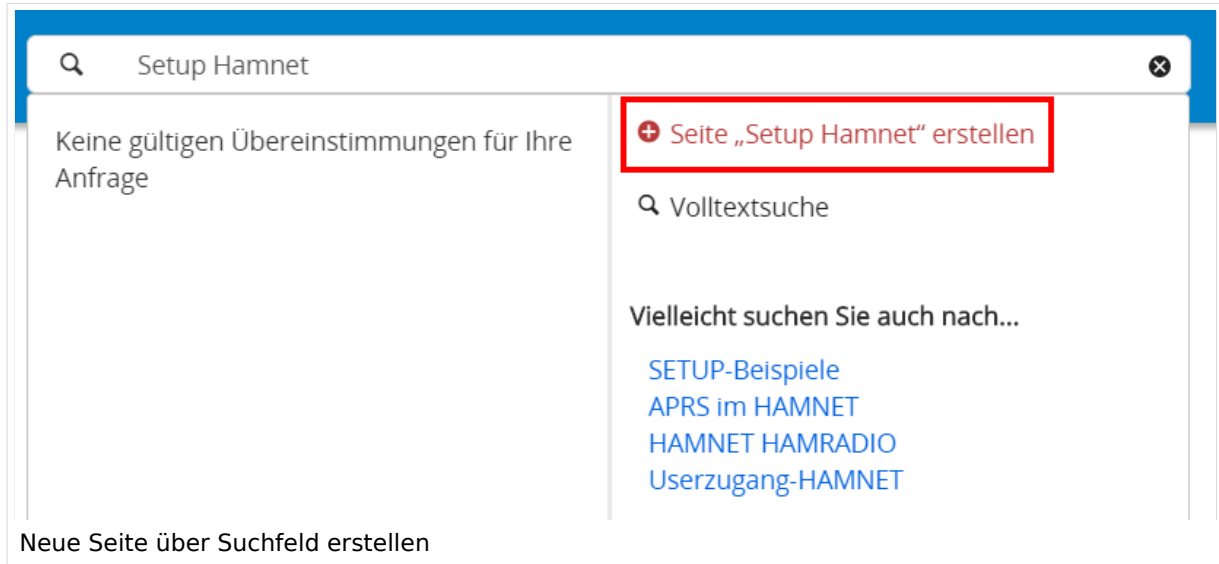 Setup Hamnet
Keine gültigen Übereinstimmungen für Ihre
Anfrage
Seite „Setup Hamnet“ erstellen
Volltextsuche
Vielleicht suchen Sie auch nach...
SETUP-Beispiele
APRS im HAMNET
HAMNET HAMRADIO
Userzugang-HAMNET
Neue Seite über Suchfeld erstellen